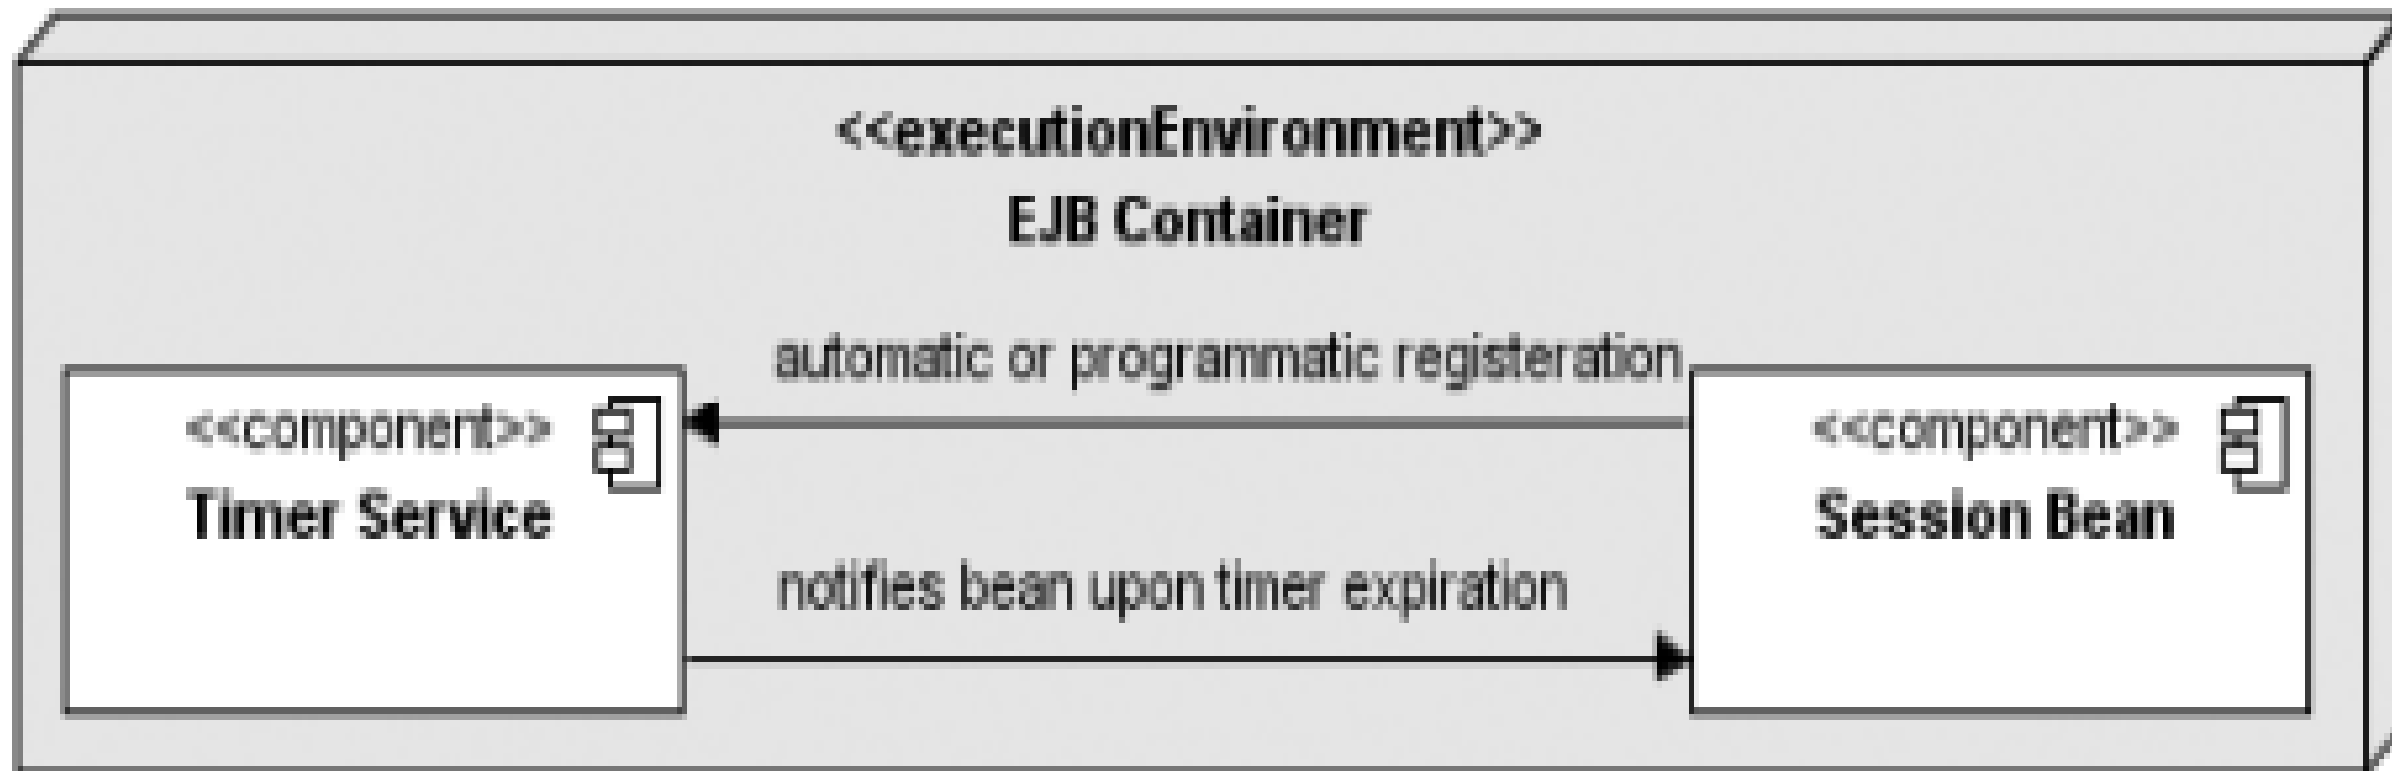 <<executionEnvironment>>
EJB Container
automatic or programmatic registeration
<<component>>
Timer Service
<<component>>
Session Bean
notifies bean upon timer expiration